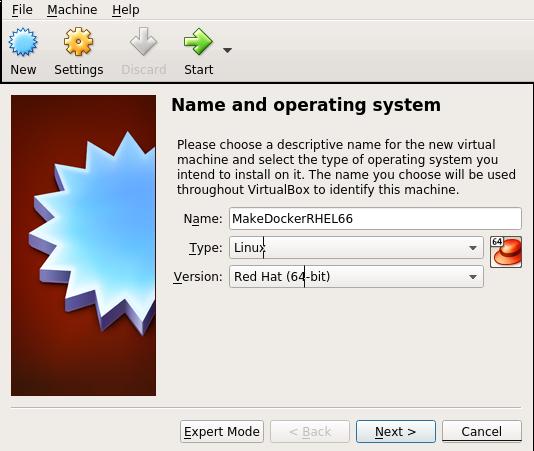 File Machine Help
New Settings Discard Start
Name and operating system
Please choose a descriptive name for the new virtual
machine and select the type of operating system you
intend to install on it. The name you choose will be used
throughout VirtualBox to identify this machine.
Name: MakeDockerRHEL66
Type: Linux
64
Version: Red Hat (64-bit)
Expert Mode < Back Next > Cancel